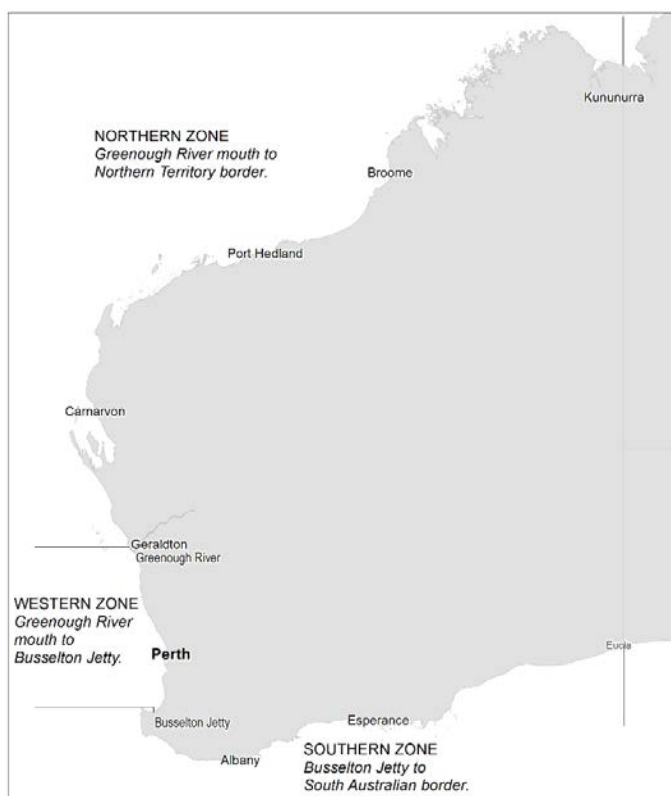 Kununurra
NORTHERN ZONE
Greenough River mouth to
Northern Territory border.
Broome
Port Hedland
Carnarvon
Geraldton
Greenough River
WESTERN ZONE
Greenough River
mouth to
Busselton Jetty.
Perth
Eucla
Busselton Jetty
Esperance
Albany
SOUTHERN ZONE
Busselton Jetty to
South Australian border.